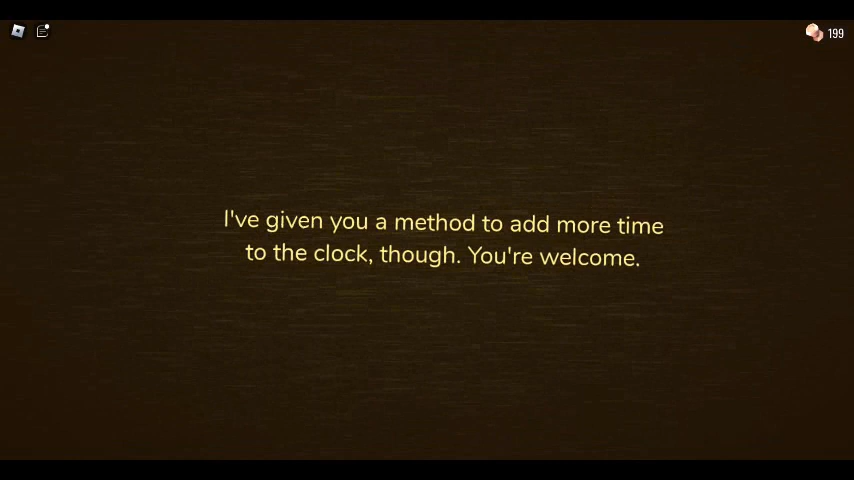 199
I've given you a method to add more time
to the clock, though. You're welcome.